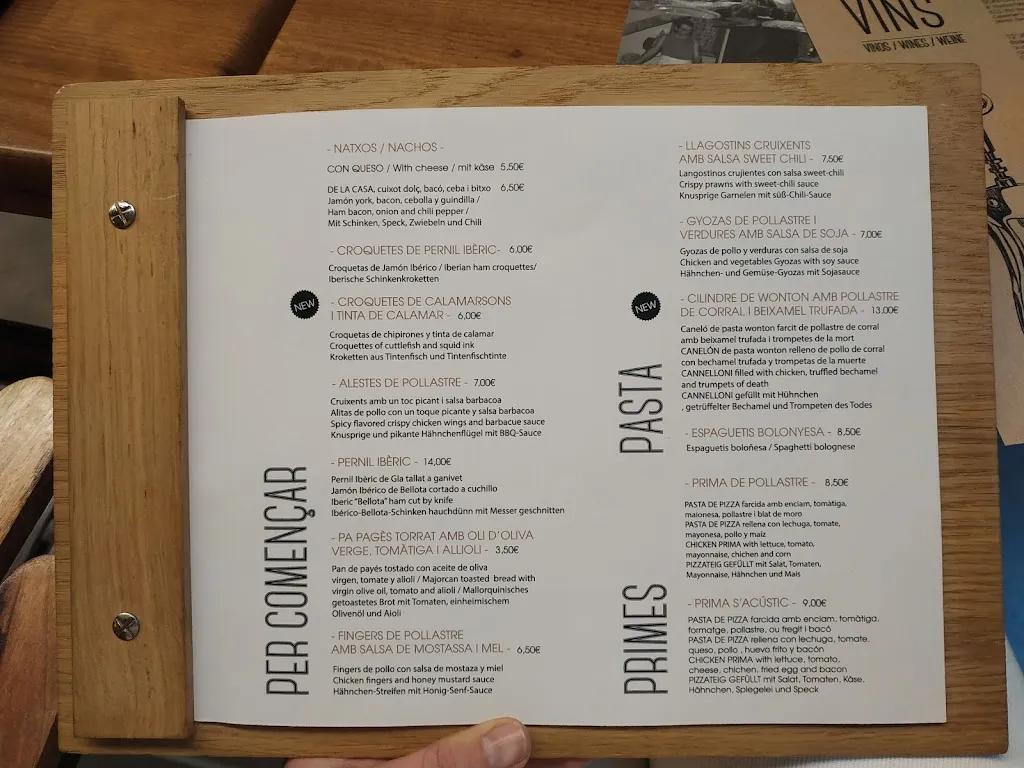 VINS
VINOS / WINES / WEINE
PER COMENÇAR
- NATXOS / NACHOS -
CON QUESO / With cheese / mit käse 5,50€
DE LA CASA, cuixot dolç, bacó, ceba i bitxo 6,50€
Jamón york, bacon, cebolla y guindilla /
Ham bacon, onion and chili pepper /
Mit Schinken, Speck, Zwiebeln und Chili
- CROQUETES DE PERNIL IBÈRIC- 6,00€
Croquetas de Jamón Ibérico / Iberian ham croquettes/
Iberische Schinkenkroketten
NEW
- CROQUETES DE CALAMARSONS
I TINTA DE CALAMAR - 6,00€
Croquetas de chipirones y tinta de calamar
Croquettes of cuttlefish and squid ink
Kroketten aus Tintenfisch und Tintenfischtinte
- ALESTES DE POLLASTRE - 7,00€
Cruixents amb un toc picant i salsa barbacoa
Alitas de pollo con un toque picante y salsa barbacoa
Spicy flavored crispy chicken wings and barbacue sauce
Knusprige und pikante Hähnchenflügel mit BBQ-Sauce
- PERNIL IBÈRIC - 14,00€
Pernil Ibèric de Gla tallat a ganivet
Jamón Ibérico de Bellota cortado a cuchillo
Iberic "Bellota" ham cut by knife
Ibérico-Bellota-Schinken hauchdünn mit Messer geschnitten
- PA PAGÈS TORRAT AMB OLI D'OLIVA
VERGE, TOMÀTIGA I ALLIOLI - 3,50€
Pan de payés tostado con aceite de oliva
virgen, tomate y alioli / Majorcan toasted bread with
virgin olive oil, tomato and alioli / Mallorquinisches
getoastetes Brot mit Tomaten, einheimischem
Olivenöl und Aioli
- FINGERS DE POLLASTRE
AMB SALSA DE MOSTASSA I MEL - 6,50€
Fingers de pollo con salsa de mostaza y miel
Chicken fingers and honey mustard sauce
Hähnchen-Streifen mit Honig-Senf-Sauce
- LLAGOSTINS CRUIXENTS
AMB SALSA SWEET CHILI - 7,50€
Langostinos crujientes con salsa sweet-chili
Crispy prawns with sweet-chili sauce
Knusprige Garnelen mit süß-Chili-Sauce
- GYOZAS DE POLLASTRE I
VERDURES AMB SALSA DE SOJA - 7,00€
Gyozas de pollo y verduras con salsa de soja
Chicken and vegetables Gyozas with soy sauce
Hähnchen- und Gemüse-Gyozas mit Sojasauce
PASTA
NEW
- CILINDRE DE WONTON AMB POLLASTRE
DE CORRAL I BEIXAMEL TRUFADA - 13,00€
Caneló de pasta wonton farcit de pollastre de corral
amb beixamel trufada i trompetes de la mort
CANELÓN de pasta wonton relleno de pollo de corral
con bechamel trufada y trompetas de la muerte
CANNELLONI filled with chicken, truffled bechamel
and trumpets of death
CANNELLONI gefüllt mit Hühnchen
, getrüffelter Bechamel und Trompeten des Todes
- ESPAGUETIS BOLONYESA - 8,50€
Espaguetis boloñesa / Spaghetti bolognese
PRIMES
- PRIMA DE POLLASTRE - 8,50€
PASTA DE PIZZA farcida amb enciam, tomàtiga,
maionesa, pollastre i blat de moro
PASTA DE PIZZA rellena con lechuga, tomate,
mayonesa, pollo y maíz
CHICKEN PRIMA with lettuce, tomato,
mayonnaise, chichen and corn
PIZZATEIG GEFÜLLT mit Salat, Tomaten,
Mayonnaise, Hähnchen und Mais
- PRIMA S'ACÚSTIC - 9,00€
PASTA DE PIZZA farcida amb enciam, tomàtiga,
formatge, pollastre, ou fregit i bacó
PASTA DE PIZZA rellena con lechuga, tomate,
queso, pollo , huevo frito y bacón
CHICKEN PRIMA with lettuce, tomato,
cheese, chichen, fried egg and bacon
PIZZATEIG GEFÜLLT mit Salat, Tomaten, Käse,
Hähnchen, Spiegelei und Speck